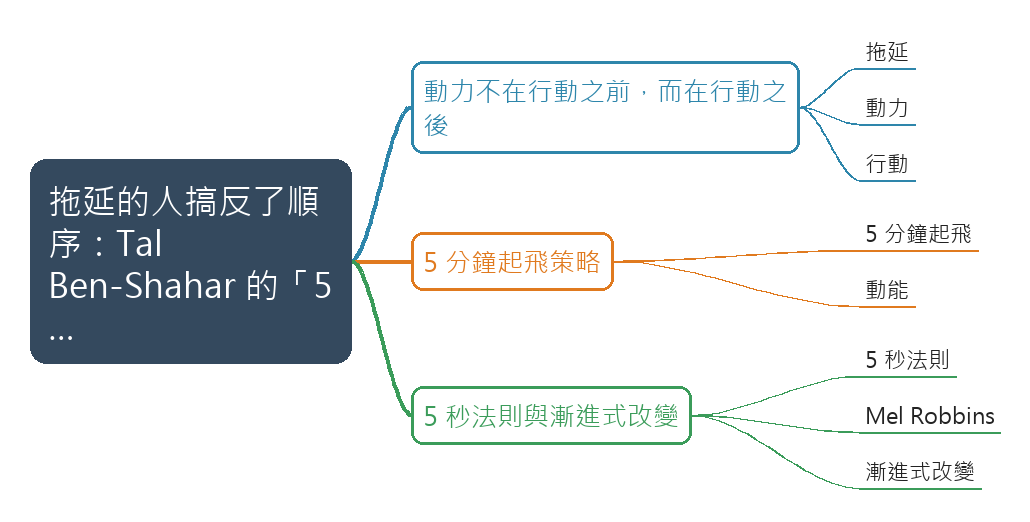 拖延的人搞反了順
序：Tal
Ben-Shahar 的「5
...
動力不在行動之前，而在行動之
後
拖延
動力
行動
5 分鐘起飛策略
5 分鐘起飛
動能
5 秒法則與漸進式改變
5 秒法則
Mel Robbins
漸進式改變